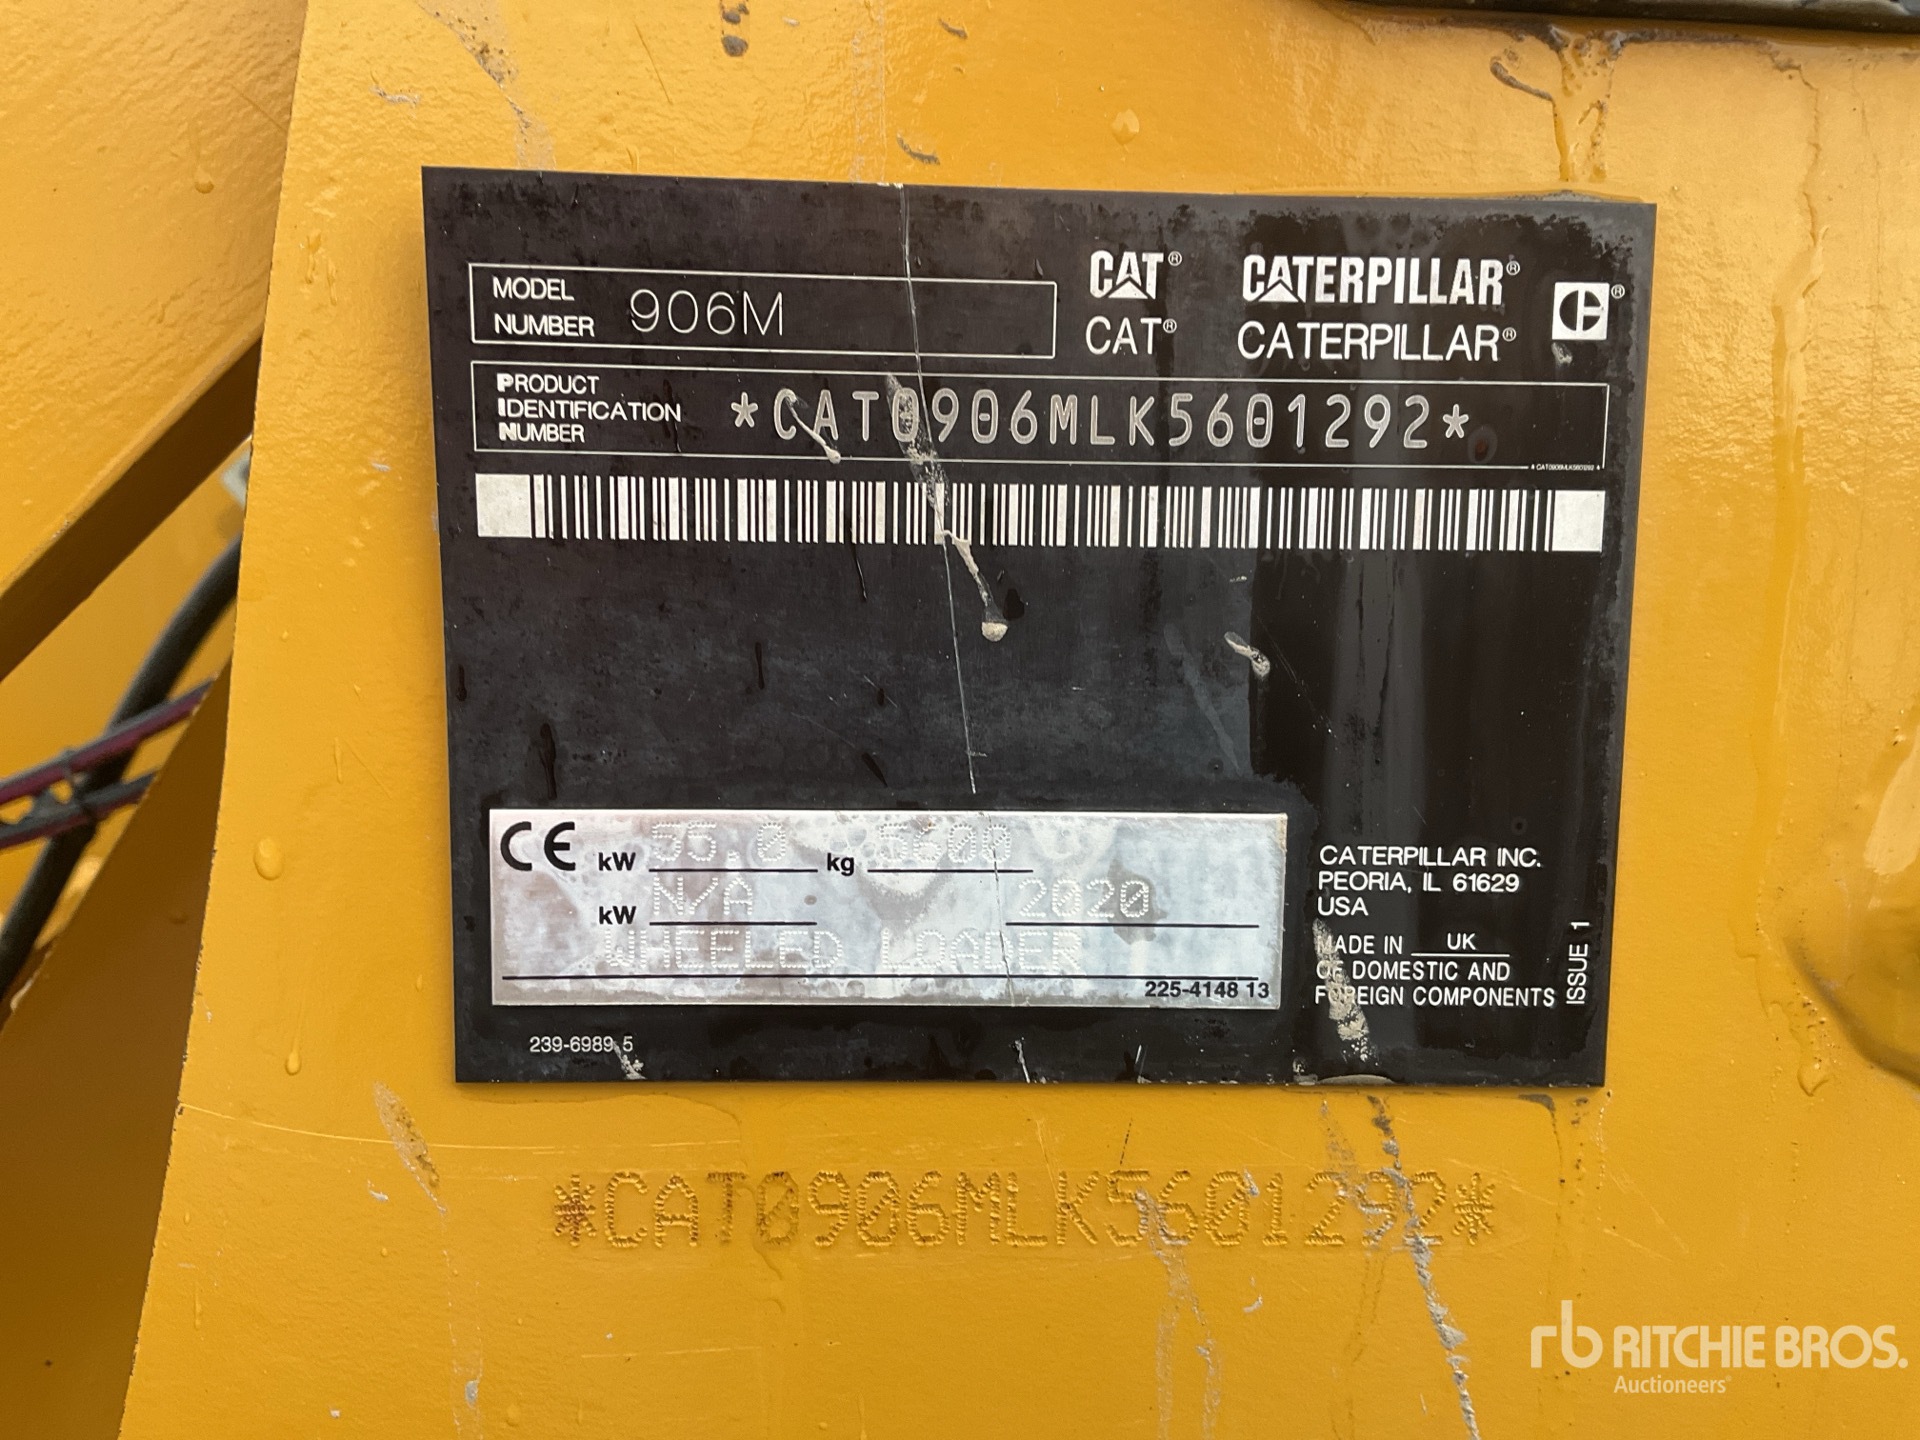 MODEL NUMBER 906M
CAT® CATERPILLAR®
CAT® CATERPILLAR®
PRODUCT IDENTIFICATION NUMBER *CAT0906MLK5601292*
*CAT0906MLK5601292*
CE kW 55.0 kg 5600
kW N/A 2020
WHEELED LOADER
225-4148 13
239-6989 5
CATERPILLAR INC.
PEORIA, IL 61629
USA
MADE IN UK
OF DOMESTIC AND
FOREIGN COMPONENTS
ISSUE 1
*CAT0906MLK5601292*
rb RITCHIE BROS.
Auctioneers